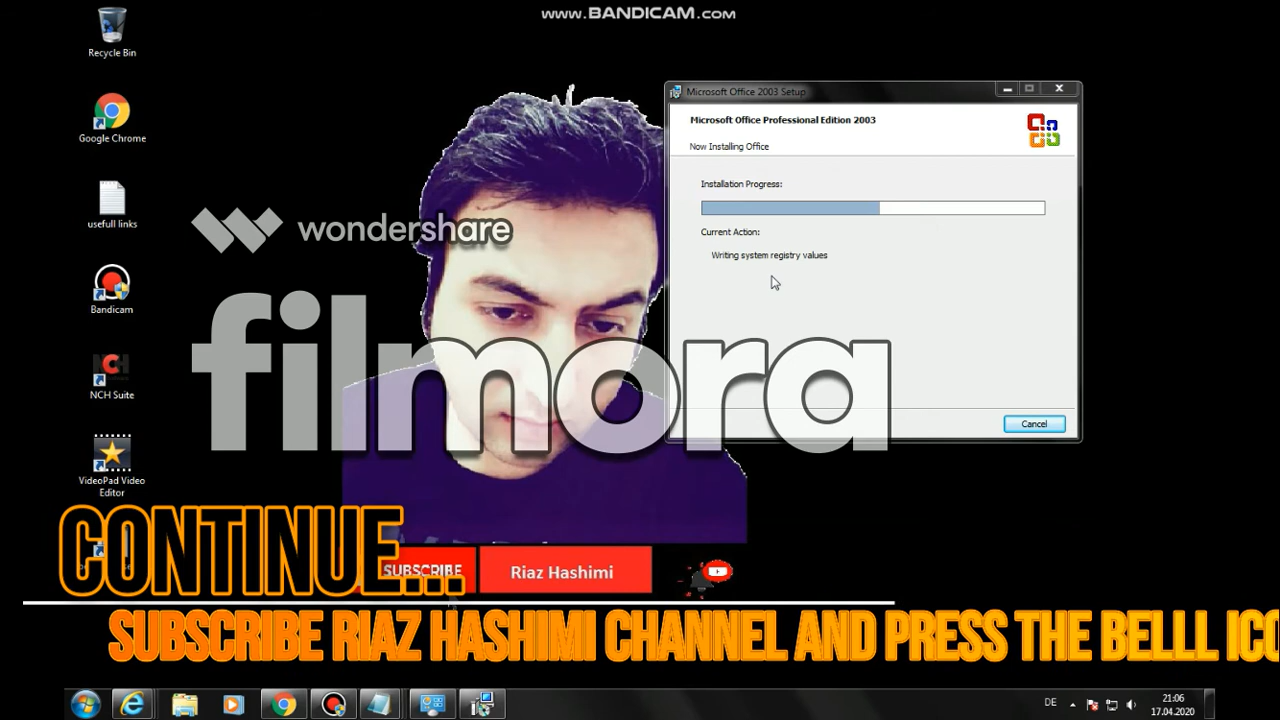 www.BANDICAM.com
Recycle Bin
Google Chrome
usefull links
Bandicam
NCH
NCH Suite
VideoPad Video
Editor
Microsoft Office 2003 Setup
Microsoft Office Professional Edition 2003
Now Installing Office
Installation Progress:
Current Action:
Writing system registry values
Cancel
wondershare
filmora
CONTINUE...
SUBSCRIBE
Riaz Hashimi
SUBSCRIBE RIAZ HASHIMI CHANNEL AND PRESS THE BELLL ICO
DE
21:06
17.04.2020